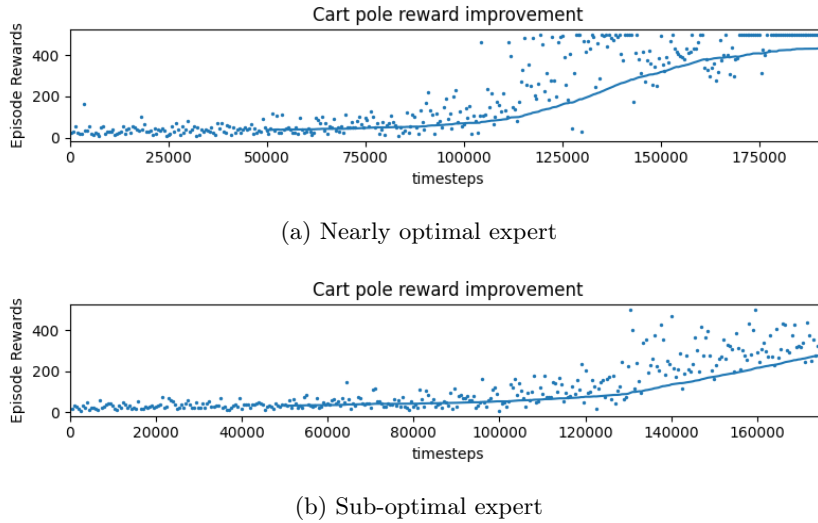 Cart pole reward improvement
Episode Rewards
400
200
0
0 25000 50000 75000 100000 125000 150000 175000
timesteps
(a) Nearly optimal expert
Cart pole reward improvement
Episode Rewards
400
200
0
0 20000 40000 60000 80000 100000 120000 140000 160000
timesteps
(b) Sub-optimal expert